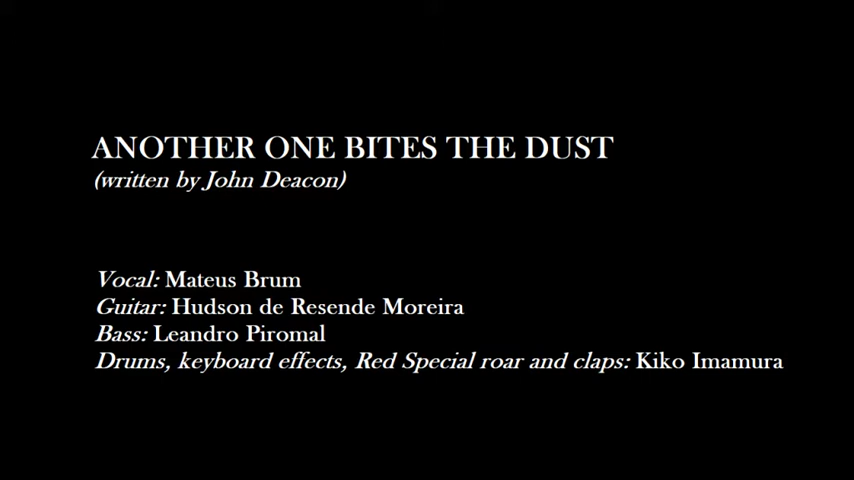 ANOTHER ONE BITES THE DUST
(written by John Deacon)
Vocal: Mateus Brum
Guitar: Hudson de Resende Moreira
Bass: Leandro Piromal
Drums, keyboard effects, Red Special roar and claps: Kiko Imamura